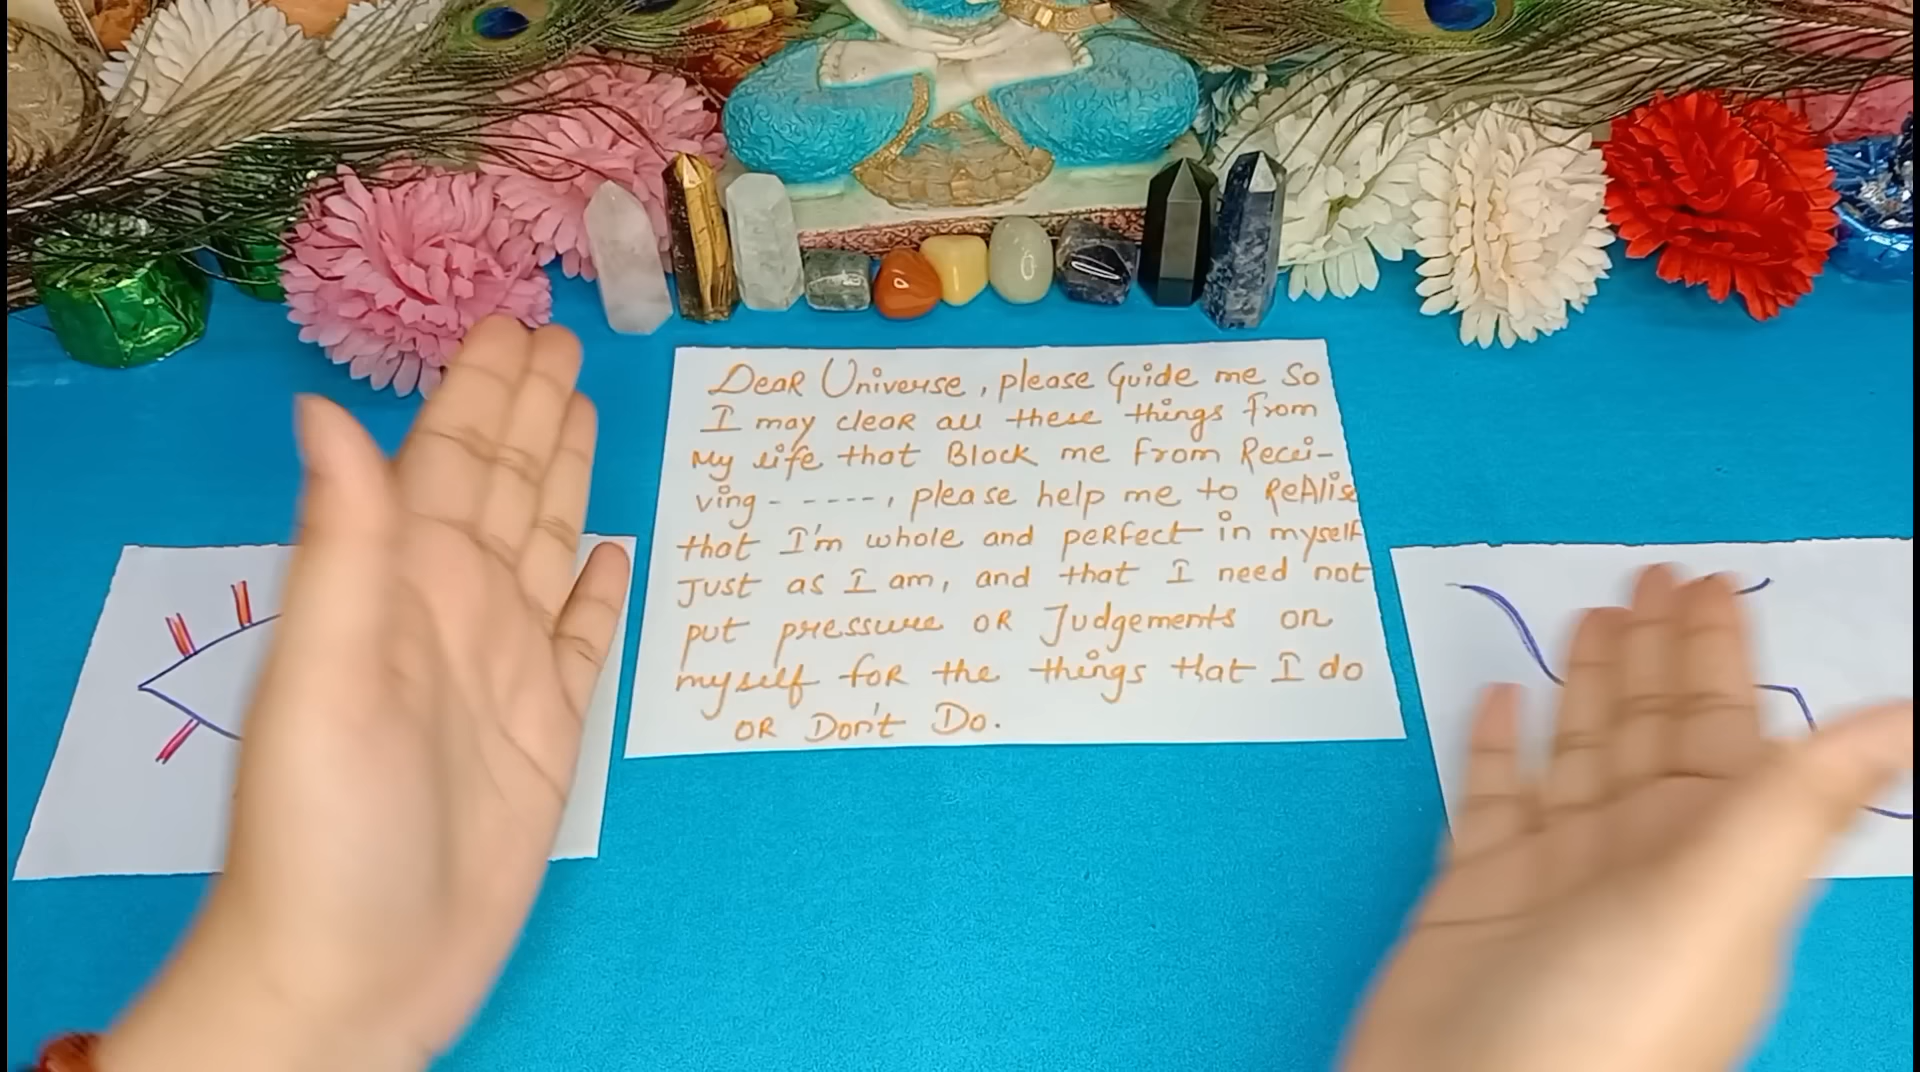 Dear Universe, please Guide me so
I may clear all these things from
My life that Block me from Recei-
ving - ----, please help me to ReAlise
that I'm whole and perfect in myself
Just as I am, and that I need not
put pressure OR Judgements on
myself for the things that I do
OR Don't Do.